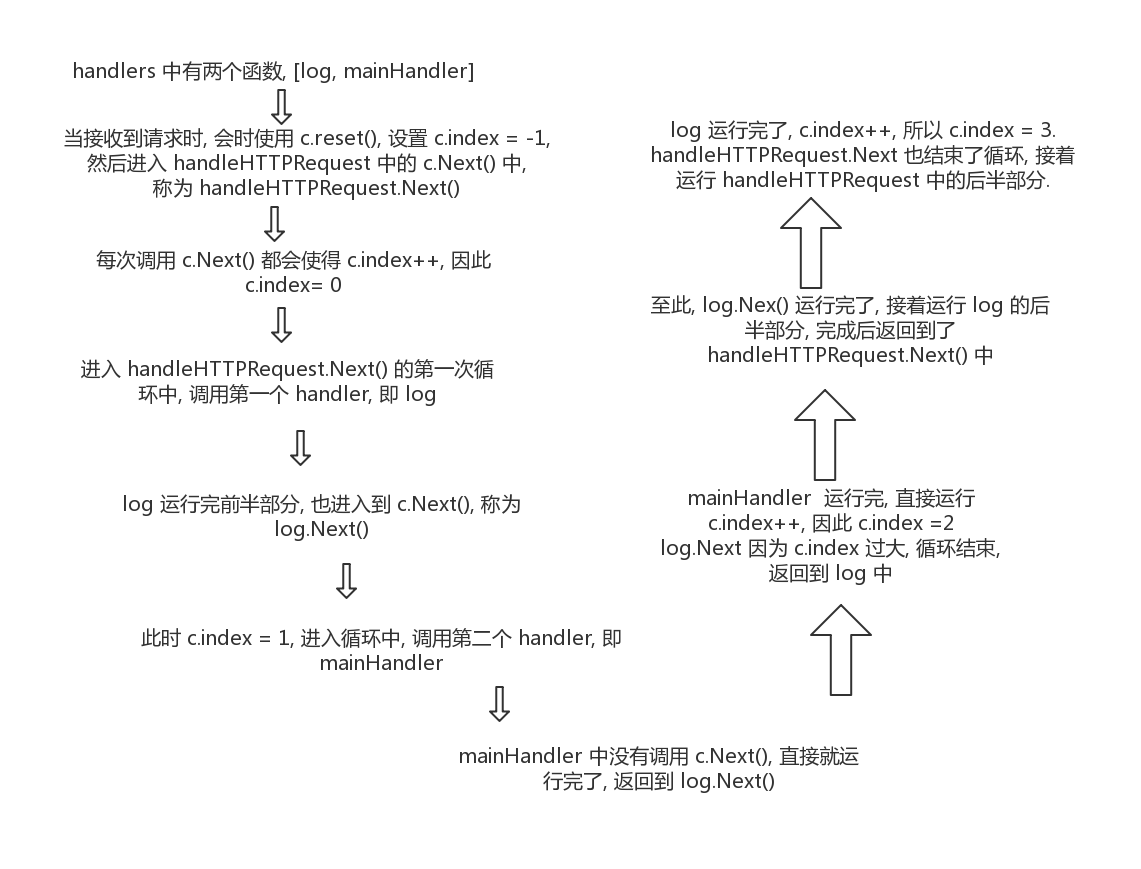 handlers 中有两个函数, [log, mainHandler]
当接收到请求时, 会时使用 c.reset(), 设置 c.index = -1,
然后进入 handleHTTPRequest 中的 c.Next() 中,
称为 handleHTTPRequest.Next()
每次调用 c.Next() 都会使得 c.index++, 因此
c.index= 0
进入 handleHTTPRequest.Next() 的第一次循
环中, 调用第一个 handler, 即 log
log 运行完前半部分, 也进入到 c.Next(), 称为
log.Next()
此时 c.index = 1, 进入循环中, 调用第二个 handler, 即
mainHandler
mainHandler 中没有调用 c.Next(), 直接就运
行完了, 返回到 log.Next()
mainHandler  运行完, 直接运行
c.index++, 因此 c.index =2
log.Next 因为 c.index 过大, 循环结束,
返回到 log 中
至此, log.Nex() 运行完了, 接着运行 log 的后
半部分, 完成后返回到了
handleHTTPRequest.Next() 中
log 运行完了, c.index++, 所以 c.index = 3.
handleHTTPRequest.Next 也结束了循环, 接着
运行 handleHTTPRequest 中的后半部分.